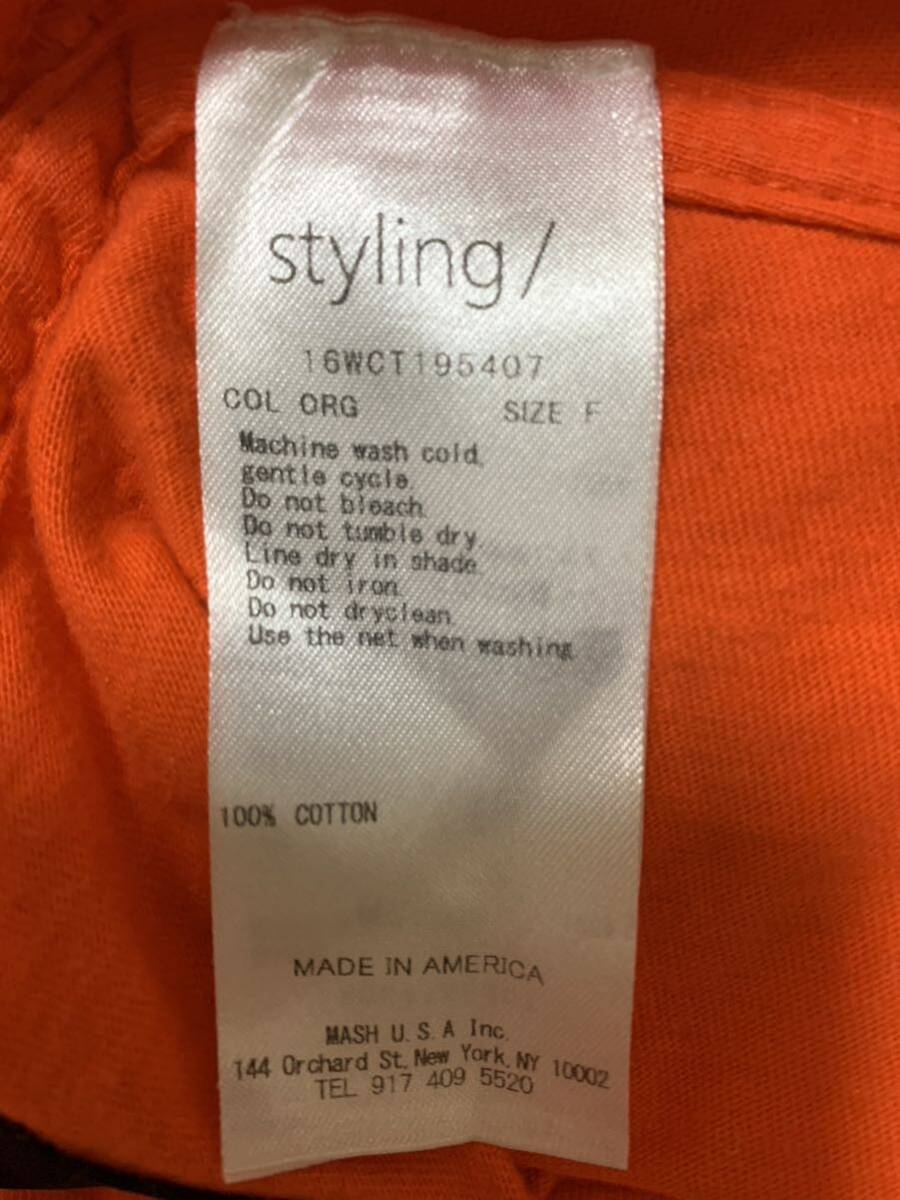 styling/
16WCT195407
COL ORG SIZE F
Machine wash cold,
gentle cycle.
Do not bleach.
Do not tumble dry.
Line dry in shade.
Do not iron.
Do not dryclean.
Use the net when washing
100% COTTON
MADE IN AMERICA
MASH U.S.A Inc.
144 Orchard St, New York, NY 10002
TEL 917 409 5520